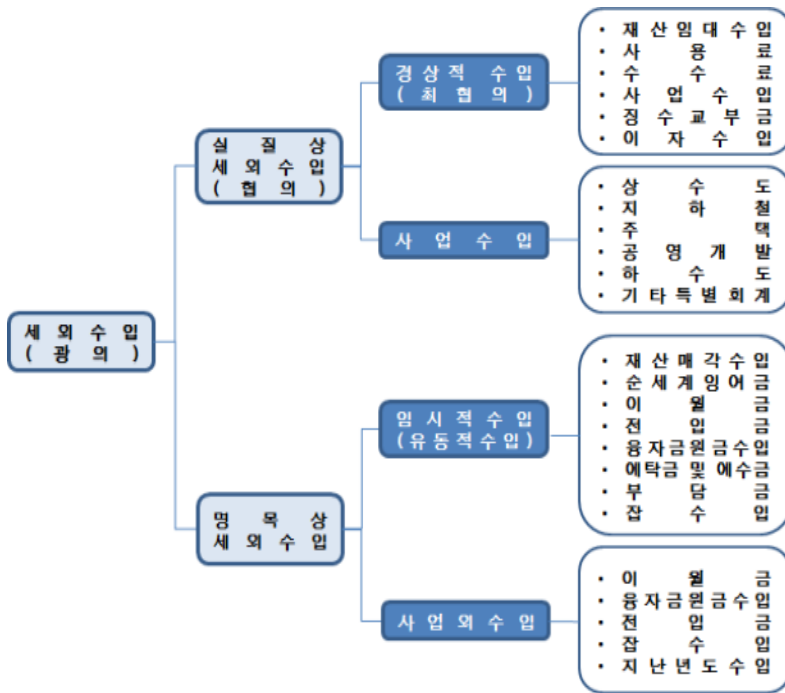 세외수입
(광의)
실질상
세외수입
(협의)
경상적 수입
(최협의)
• 재산임대수입
• 사용료
• 수수료
• 사업수입
• 징수교부금
• 이자수입
사업수입
• 상수도
• 지하철
• 주택
• 공영개발
• 하수도
• 기타특별회계
명목상
세외수입
임시적수입
(유동적수입)
• 재산매각수입
• 순세계잉여금
• 이월금
• 전입금
• 융자금원금수입
• 예탁금 및 예수금
• 부담금
• 잡수입
사업외수입
• 이월금
• 융자금원금수입
• 전입금
• 잡수입
• 지난년도수입